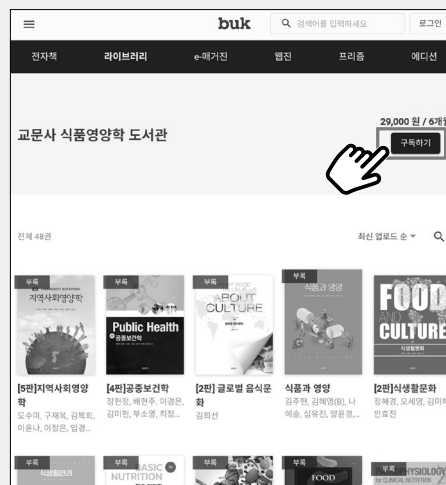 buk
검색어를 입력하세요
로그인
전자책 라이브러리 e-매거진 웹진 프리즘 에디션
29,000 원 / 6개월
교문사 식품영양학 도서관
구독하기
전체 48권
최신 업로드 순
부록 부록 부록 부록
지역사회영양학
Public Health
공중보건학
ABOUT
CULTURE
식품과 영양
FOOD
AND
CULTURE
식생활문화
[5판]지역사회영양학
도수미, 구재옥, 김복희,
이윤나, 이정은, 임경...
[4판]공중보건학
정헌정, 배현주, 이경은,
김미헌, 부소영, 최정...
[2판] 글로벌 음식문화
김희선
식품과 영양
김주현, 김혜영(B), 나
예슬, 심유진, 양윤경,...
[2판]식생활문화
정혜경, 오세영, 김미혜
안호진
부록 부록 부록 부록 부록
BASIC
NUTRITION
FOOD
PHYSIOLOGY
for CLINICAL NUTRITION